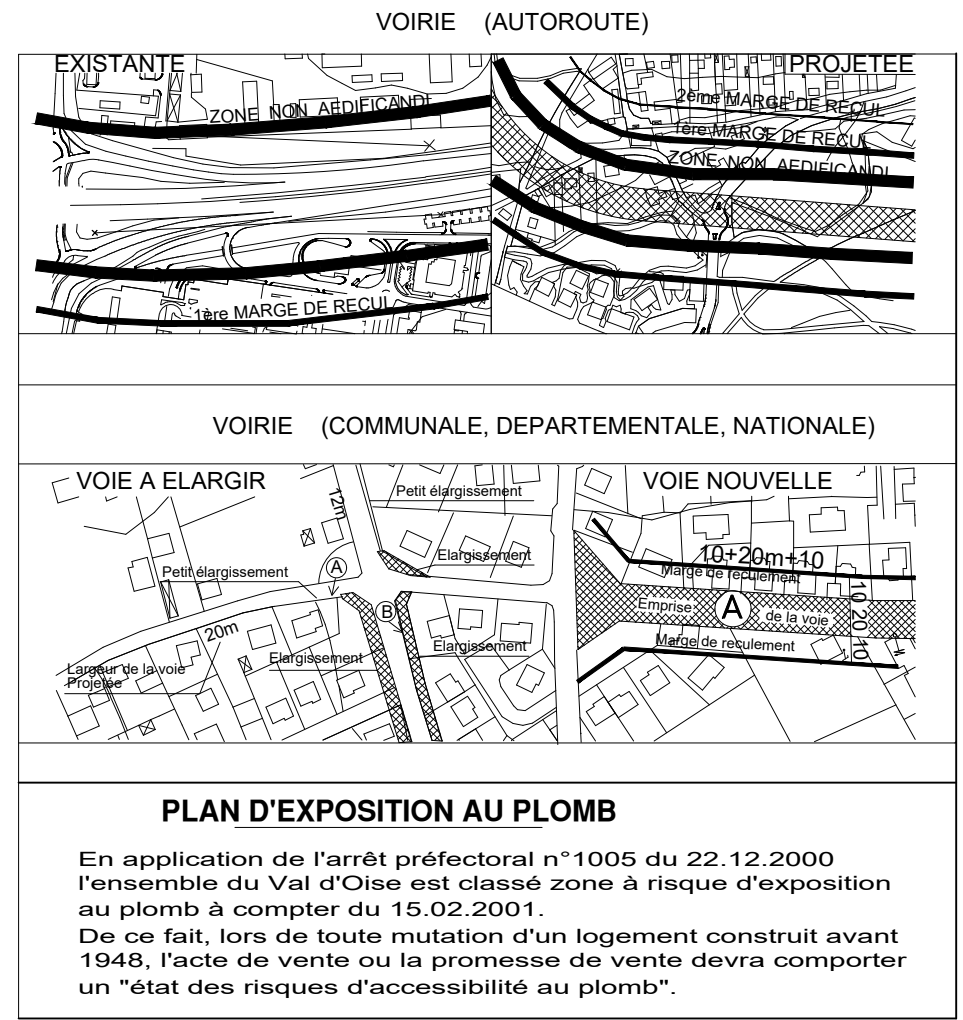 VOIRIE (AUTOROUTE)
EXISTANTE
ZONE NON AEDIFICANDI
1ère MARGE DE RECUL
PROJETEE
2ème MARGE DE RECUL
1ère MARGE DE RECUL
ZONE NON AEDIFICANDI
VOIRIE (COMMUNALE, DEPARTEMENTALE, NATIONALE)
VOIE A ELARGIR
12m
Petit élargissement
Elargissement
Petit élargissement
A
B
20m
Elargissement
Elargissement
Largeur de la voie
Projetée
VOIE NOUVELLE
10+20m+10
Marge de reculement
Emprise A de la voie
10 20 10
Marge de reculement
PLAN D'EXPOSITION AU PLOMB
En application de l'arrêt préfectoral n°1005 du 22.12.2000
l'ensemble du Val d'Oise est classé zone à risque d'exposition
au plomb à compter du 15.02.2001.
De ce fait, lors de toute mutation d'un logement construit avant
1948, l'acte de vente ou la promesse de vente devra comporter
un "état des risques d'accessibilité au plomb".